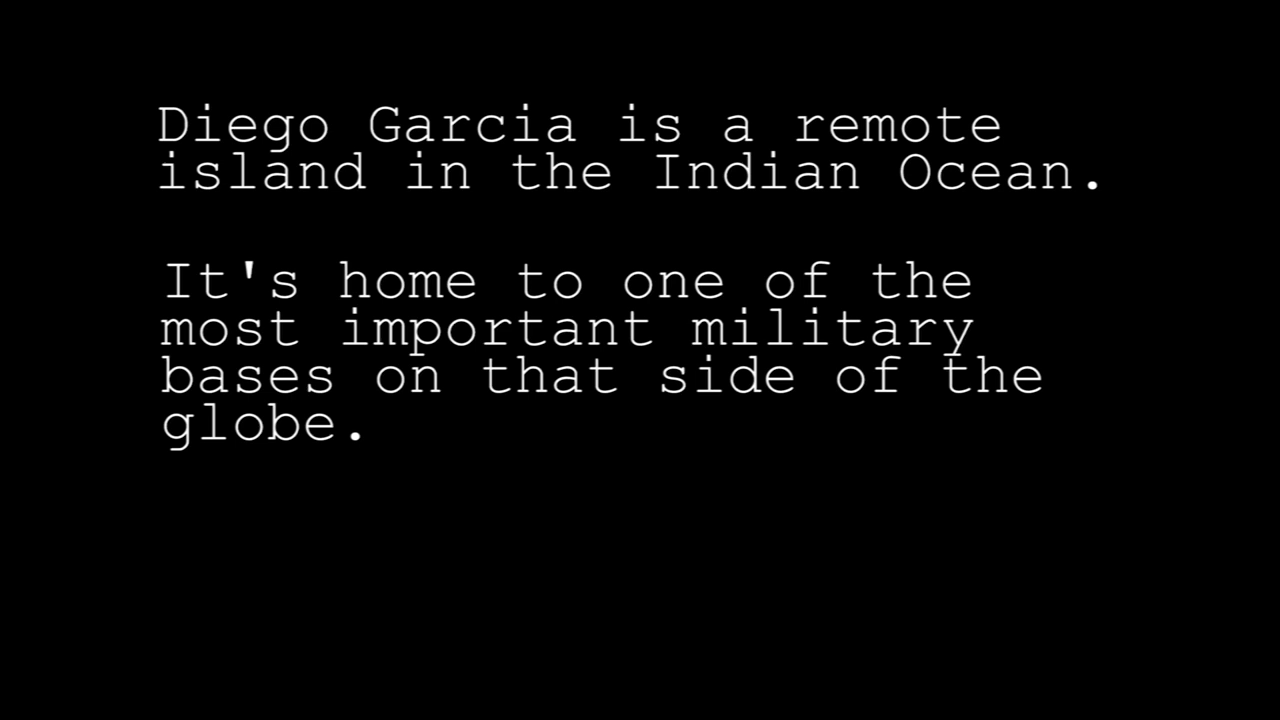 Diego Garcia is a remote
island in the Indian Ocean.
It's home to one of the
most important military
bases on that side of the
globe.